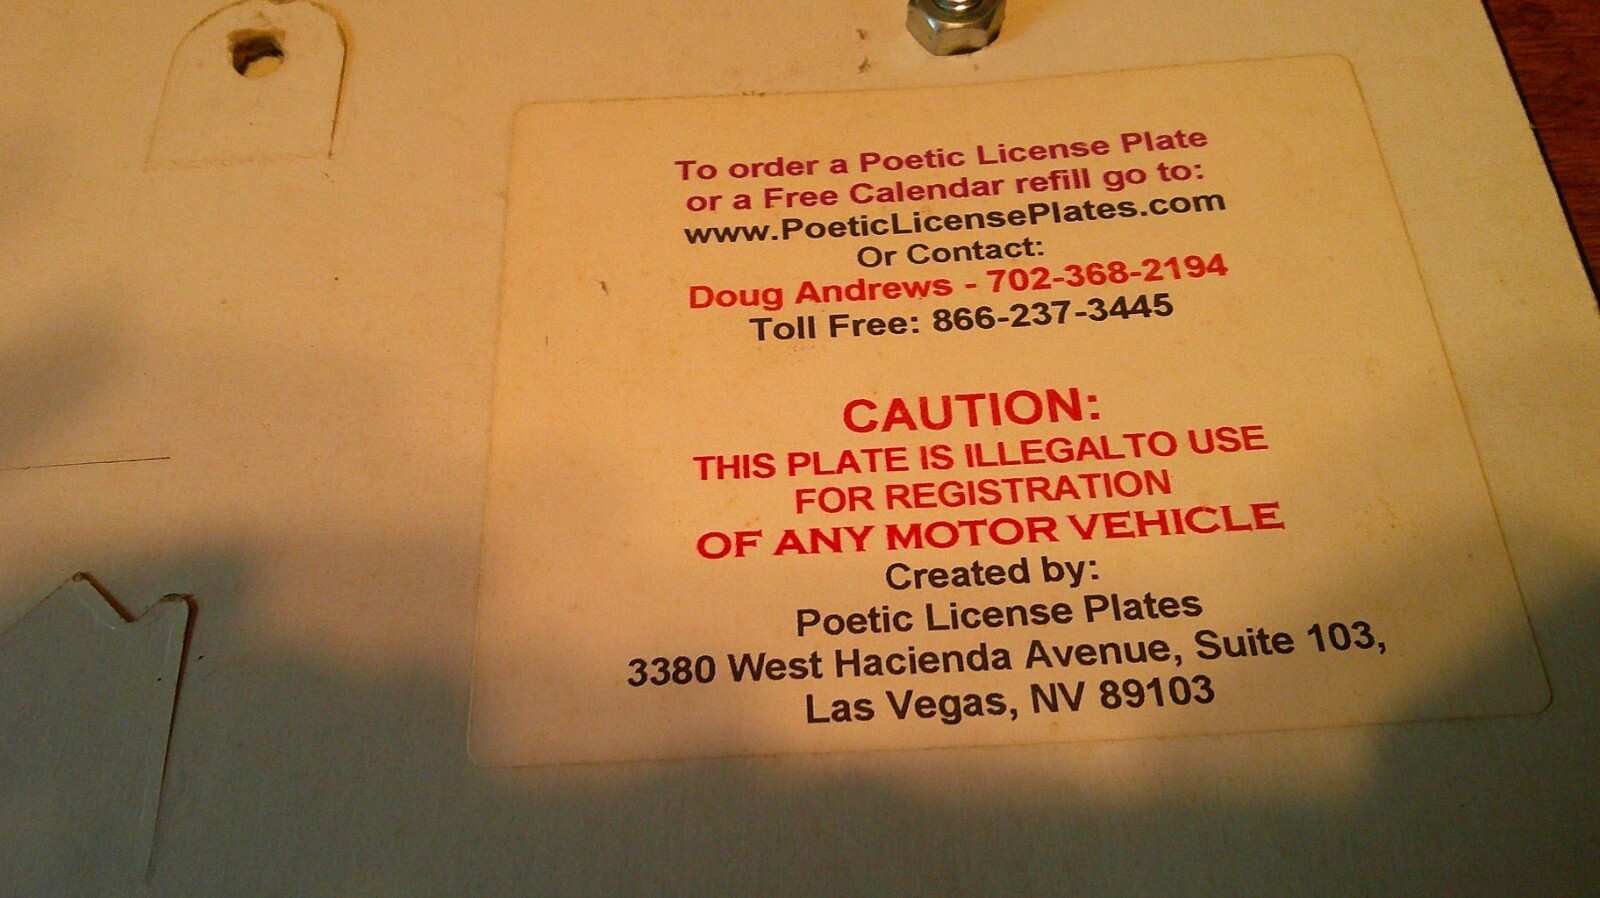 To order a Poetic License Plate
or a Free Calendar refill go to:
www.PoeticLicensePlates.com
Or Contact:
Doug Andrews - 702-368-2194
Toll Free: 866-237-3445
CAUTION:
THIS PLATE IS ILLEGALTO USE
FOR REGISTRATION
OF ANY MOTOR VEHICLE
Created by:
Poetic License Plates
3380 West Hacienda Avenue, Suite 103,
Las Vegas, NV 89103